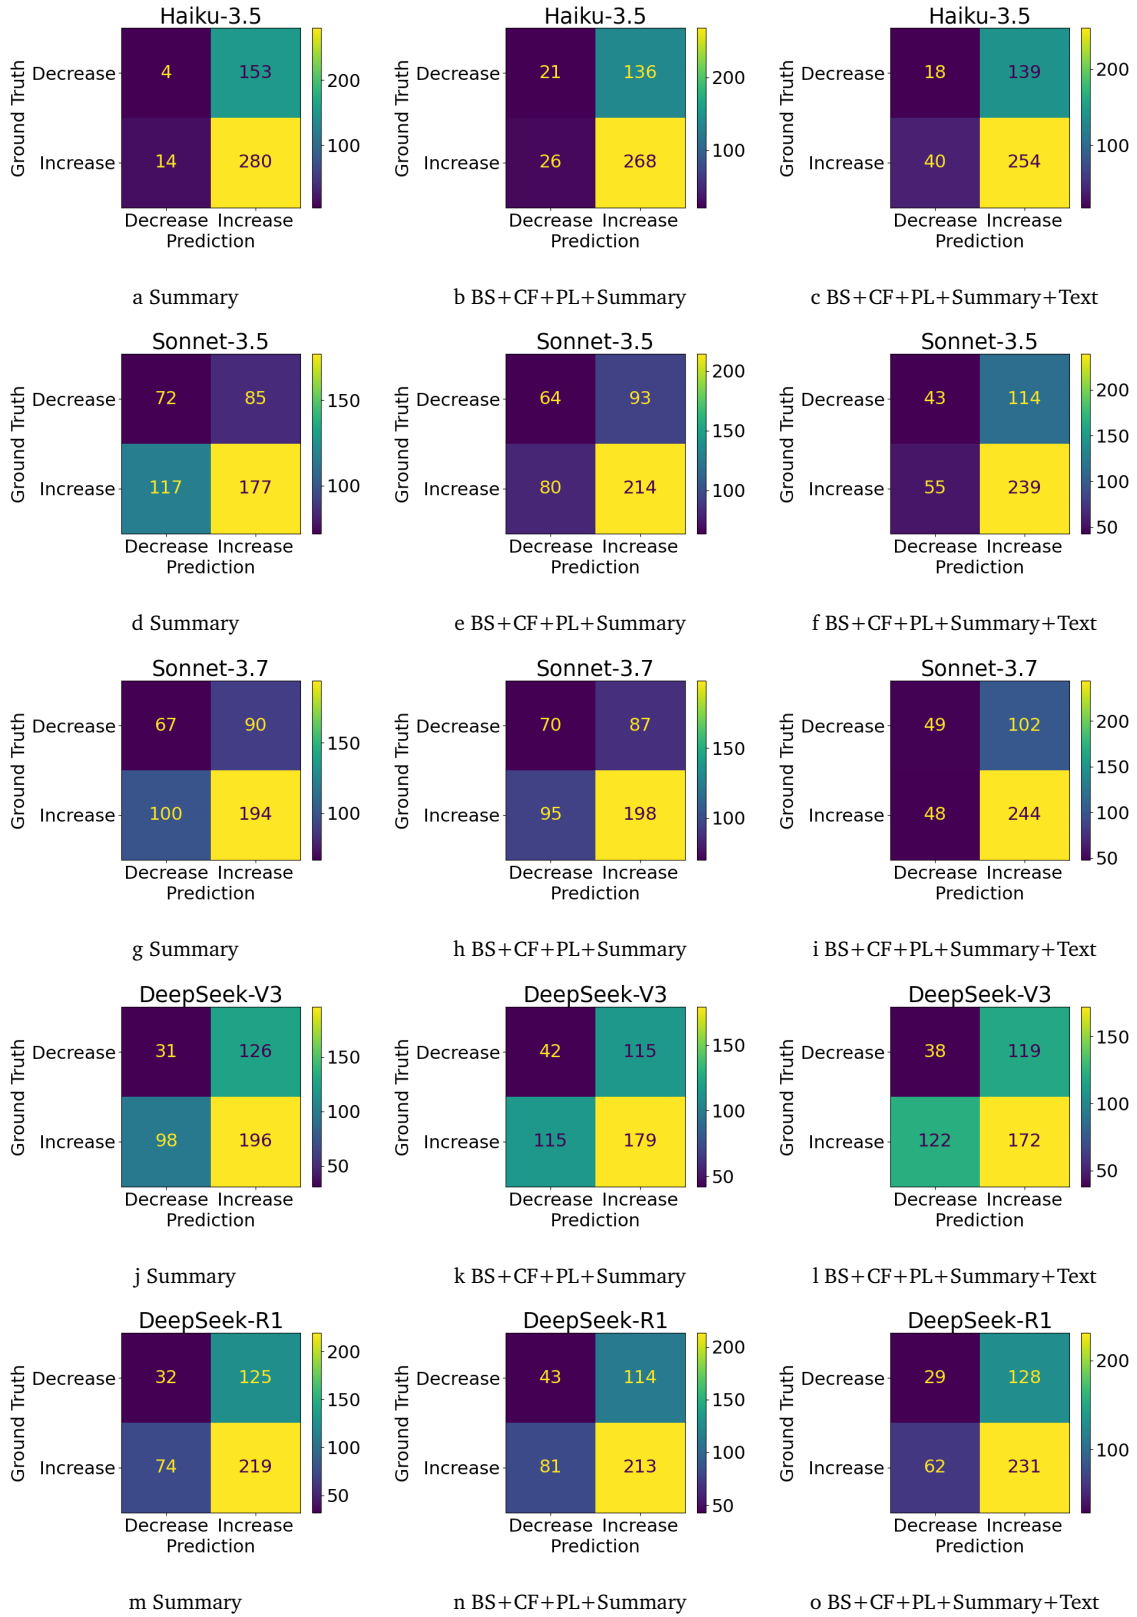 Haiku-3.5 Haiku-3.5 Haiku-3.5
Ground Truth Ground Truth Ground Truth
Decrease 4 153 200 Decrease 21 136 200 Decrease 18 139 200
Increase 14 280 100 Increase 26 268 100 Increase 40 254 100
Decrease Increase Decrease Increase Decrease Increase
Prediction Prediction Prediction
a Summary b BS+CF+PL+Summary c BS+CF+PL+Summary+Text
Sonnet-3.5 Sonnet-3.5 Sonnet-3.5
Ground Truth Ground Truth Ground Truth
200 200
Decrease 72 85 150 Decrease 64 93 150 Decrease 43 114 150
Increase 117 177 100 Increase 80 214 100 Increase 55 239 100
50
Decrease Increase Decrease Increase Decrease Increase
Prediction Prediction Prediction
d Summary e BS+CF+PL+Summary f BS+CF+PL+Summary+Text
Sonnet-3.7 Sonnet-3.7 Sonnet-3.7
Ground Truth Ground Truth Ground Truth
Decrease 67 90 150 Decrease 70 87 150 Decrease 49 102 200
150
Increase 100 194 100 Increase 95 198 100 Increase 48 244 100
50
Decrease Increase Decrease Increase Decrease Increase
Prediction Prediction Prediction
g Summary h BS+CF+PL+Summary i BS+CF+PL+Summary+Text
DeepSeek-V3 DeepSeek-V3 DeepSeek-V3
Ground Truth Ground Truth Ground Truth
Decrease 31 126 150 Decrease 42 115 150 Decrease 38 119 150
100 100 100
Increase 98 196 50 Increase 115 179 50 Increase 122 172 50
Decrease Increase Decrease Increase Decrease Increase
Prediction Prediction Prediction
j Summary k BS+CF+PL+Summary l BS+CF+PL+Summary+Text
DeepSeek-R1 DeepSeek-R1 DeepSeek-R1
Ground Truth Ground Truth Ground Truth
200 200 200
Decrease 32 125 150 Decrease 43 114 150 Decrease 29 128
Increase 74 219 100 Increase 81 213 100 Increase 62 231 100
50 50
Decrease Increase Decrease Increase Decrease Increase
Prediction Prediction Prediction
m Summary n BS+CF+PL+Summary o BS+CF+PL+Summary+Text